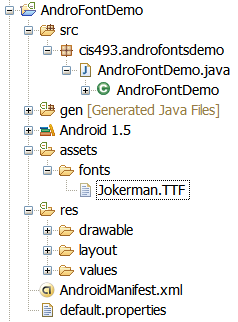 AndroFontDemo
src
cis493.androfontsdemo
AndroFontDemo.java
AndroFontDemo
gen [Generated Java Files]
Android 1.5
assets
fonts
Jokerman.TTF
res
drawable
layout
values
AndroidManifest.xml
default.properties